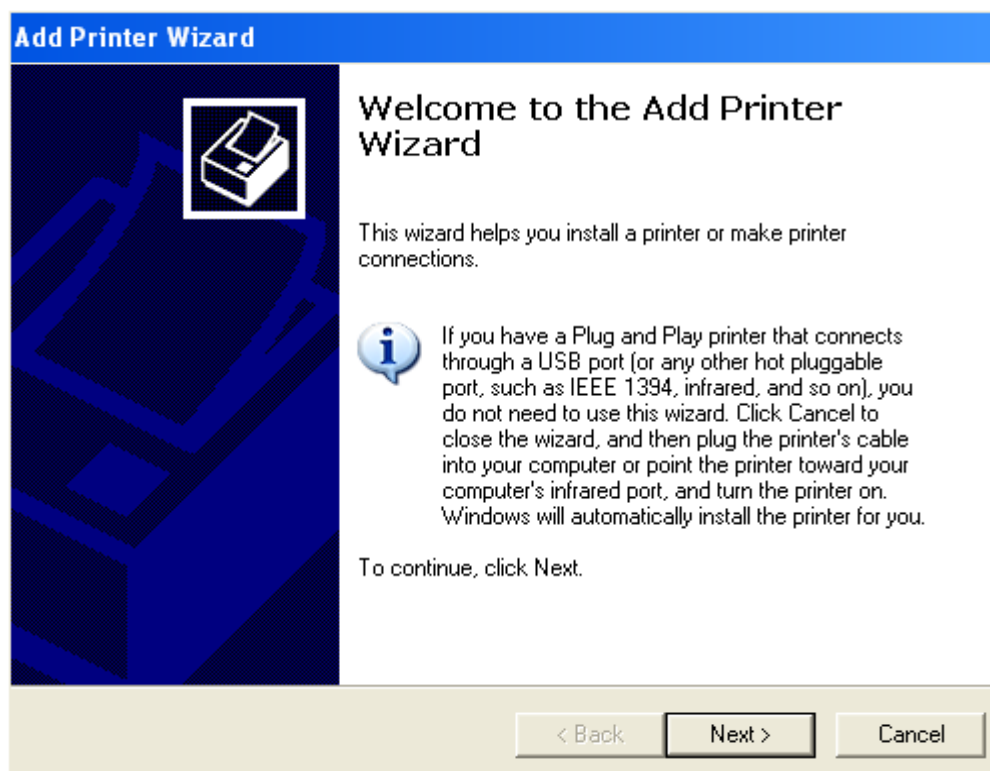 Add Printer Wizard
Welcome to the Add Printer
Wizard
This wizard helps you install a printer or make printer
connections.
If you have a Plug and Play printer that connects
through a USB port (or any other hot pluggable
port, such as IEEE 1394, infrared, and so on), you
do not need to use this wizard. Click Cancel to
close the wizard, and then plug the printer's cable
into your computer or point the printer toward your
computer's infrared port, and turn the printer on.
Windows will automatically install the printer for you.
To continue, click Next.
< Back Next > Cancel